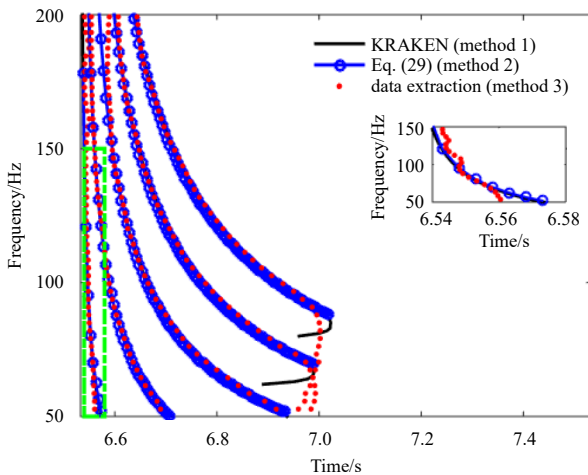 200
150
100
50
Frequency/Hz
6.6
6.8
7.0
7.2
7.4
Time/s
KRAKEN (method 1)
Eq. (29) (method 2)
data extraction (method 3)
150
100
50
Frequency/Hz
6.54
6.56
6.58
Time/s